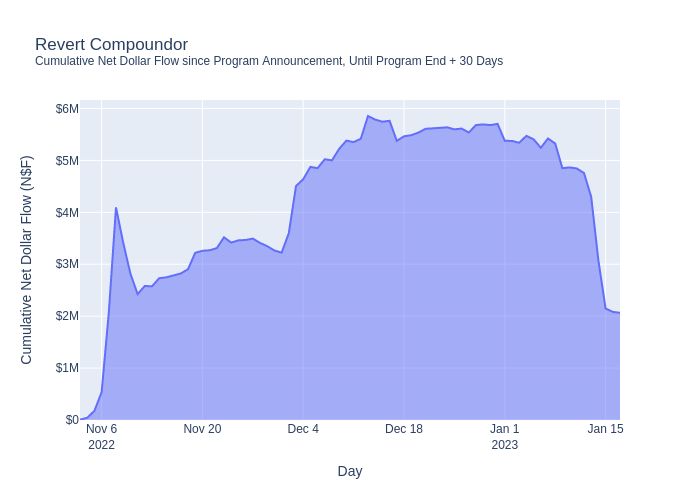 Revert Compoundor
Cumulative Net Dollar Flow since Program Announcement, Until Program End + 30 Days
Cumulative Net Dollar Flow (N$F)
$6M
$5M
$4M
$3M
$2M
$1M
$0
Nov 6
2022
Nov 20
Dec 4
Dec 18
Jan 1
2023
Jan 15
Day